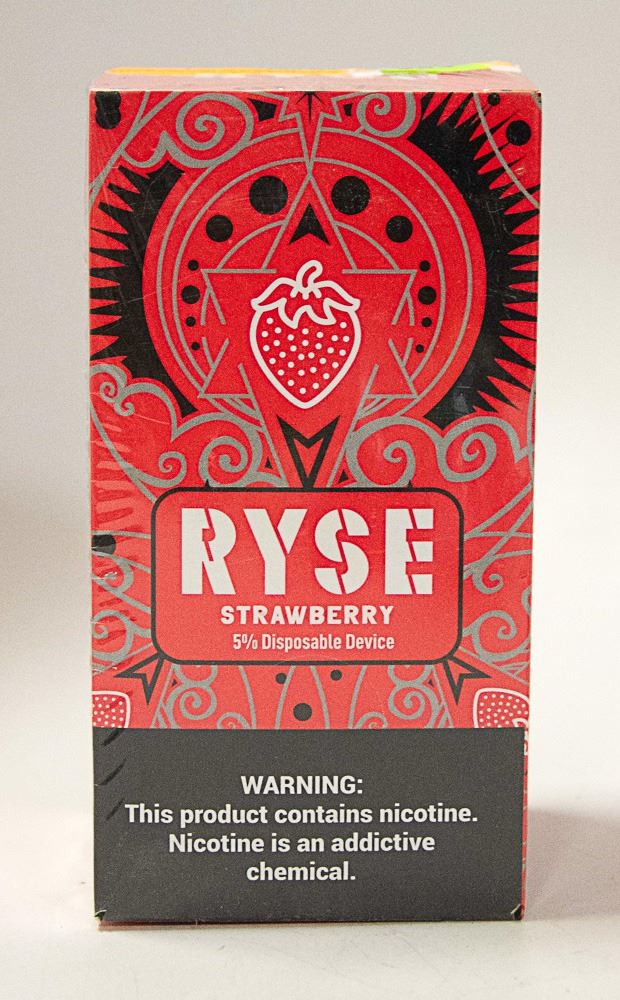 RYSE
STRAWBERRY
5% Disposable Device
WARNING:
This product contains nicotine.
Nicotine is an addictive
chemical.